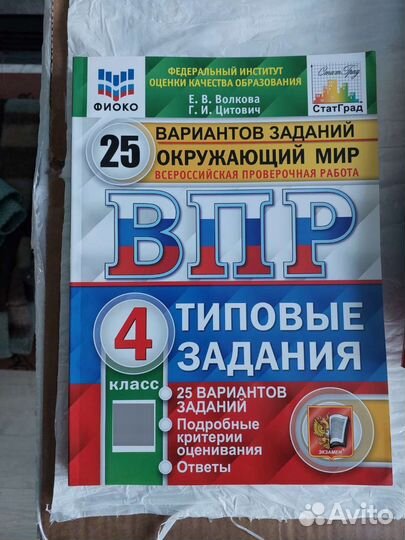 ФЕДЕРАЛЬНЫЙ ИНСТИТУТ
ОЦЕНКИ КАЧЕСТВА ОБРАЗОВАНИЯ
ФИОКО
Е. В. Волкова
Г. И. Цитович
СтатГрад
СтатГрад
25
ВАРИАНТОВ ЗАДАНИЙ
ОКРУЖАЮЩИЙ МИР
ВСЕРОССИЙСКАЯ ПРОВЕРОЧНАЯ РАБОТА
ВПР
4
класс
ТИПОВЫЕ
ЗАДАНИЯ
25 ВАРИАНТОВ
ЗАДАНИЙ
Подробные
критерии
оценивания
Ответы
ЭКЗАМЕН
Avito